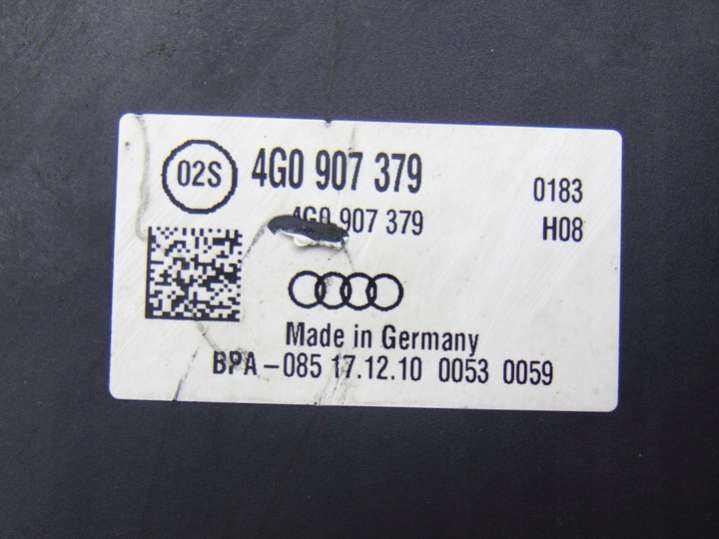 02S 4G0 907 379 0183
4G0 907 379 H08
Made in Germany
BPA-085 17.12.10 0053 0059